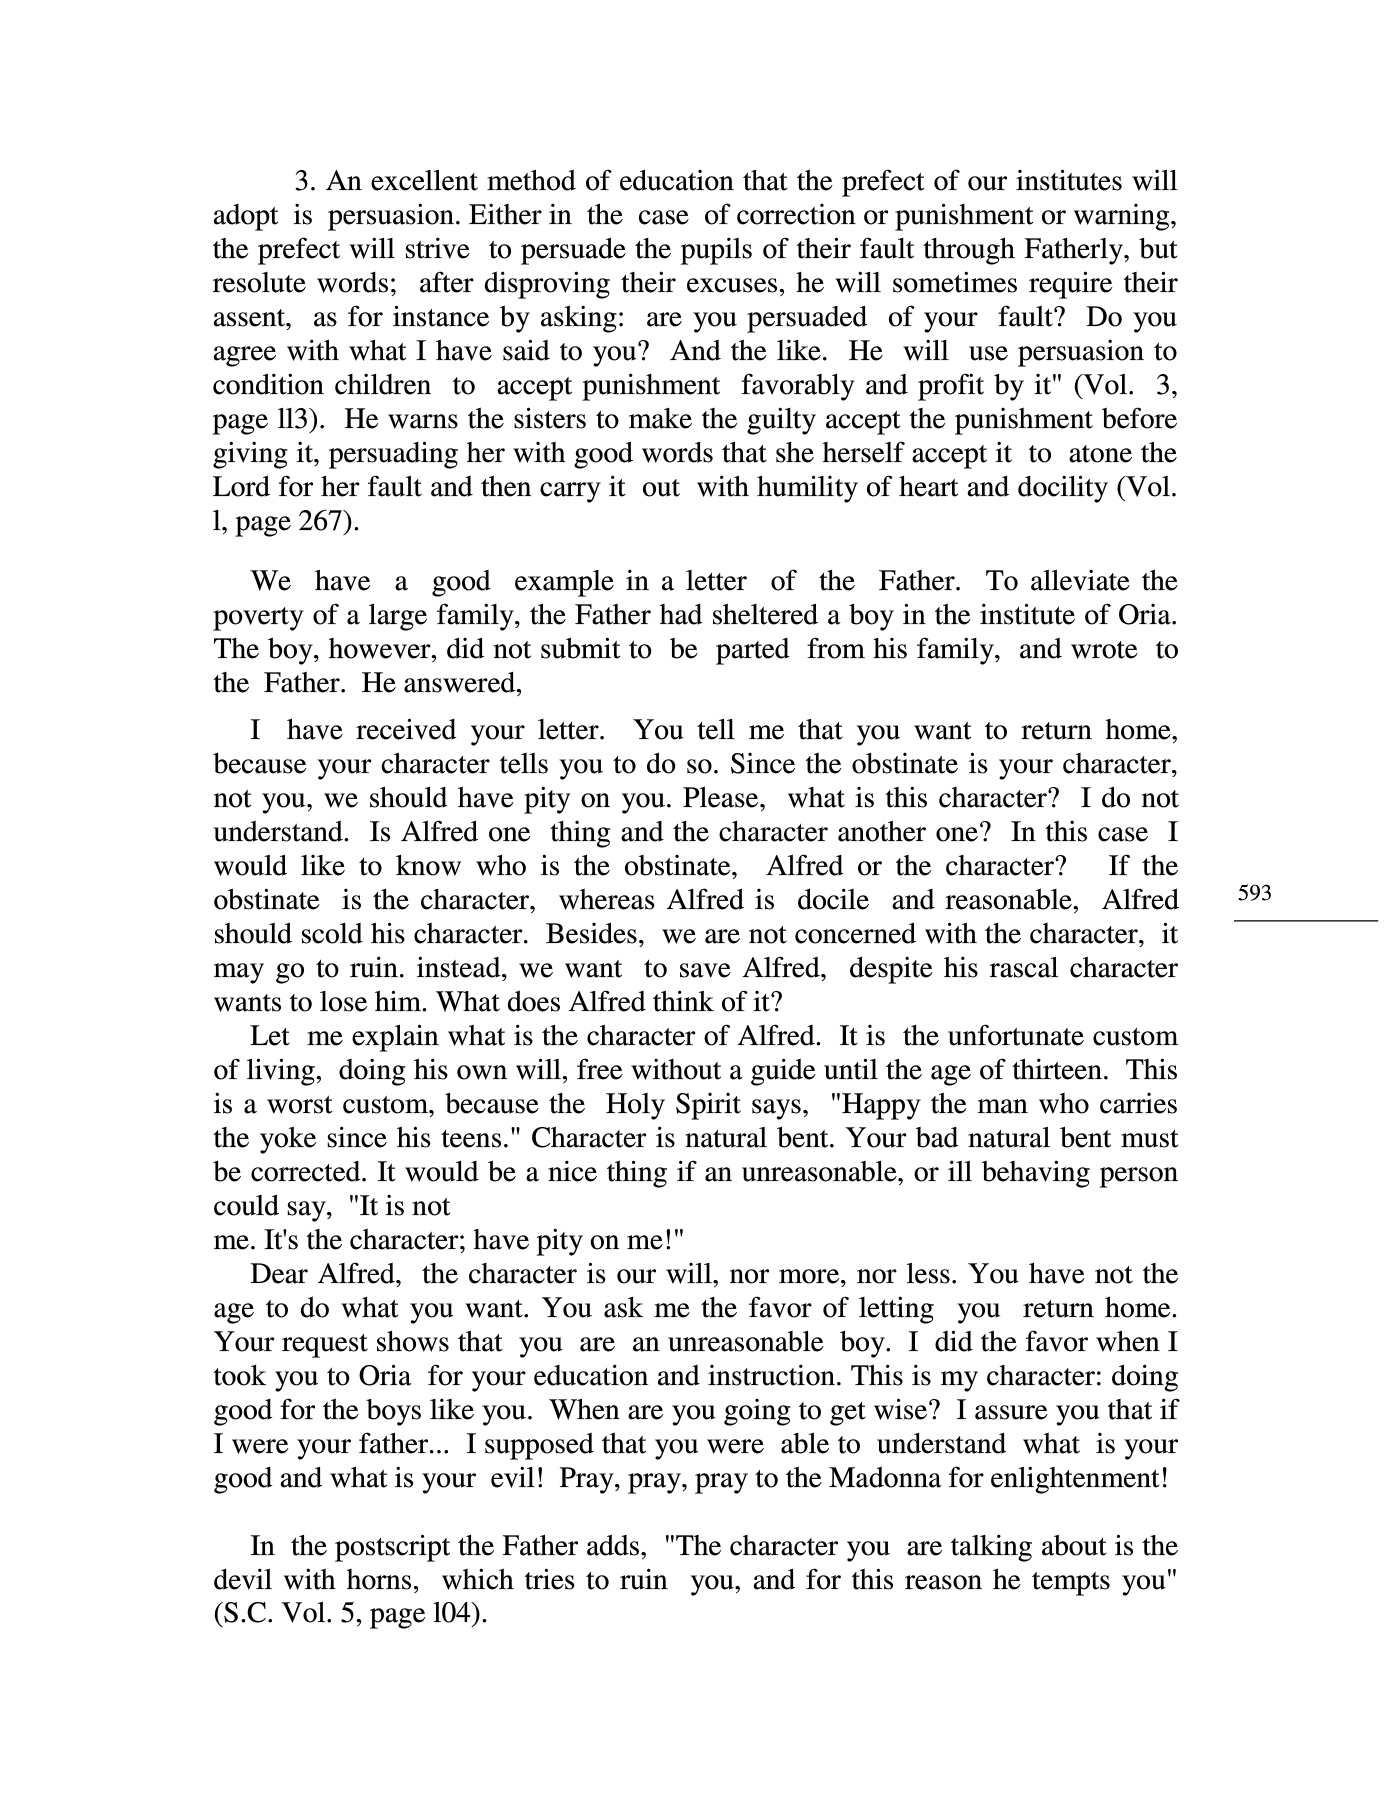 3. An excellent method of education that the prefect of our institutes will
adopt is persuasion. Either in the case of correction or punishment or warning,
the prefect will strive to persuade the pupils of their fault through Fatherly, but
resolute words; after disproving their excuses, he will sometimes require their
assent, as for instance by asking: are you persuaded of your fault? Do you
agree with what I have said to you? And the like. He will use persuasion to
condition children to accept punishment favorably and profit by it" (Vol. 3,
page ll3). He warns the sisters to make the guilty accept the punishment before
giving it, persuading her with good words that she herself accept it to atone the
Lord for her fault and then carry it out with humility of heart and docility (Vol.
l, page 267).
We have a good example in a letter of the Father. To alleviate the
poverty of a large family, the Father had sheltered a boy in the institute of Oria.
The boy, however, did not submit to be parted from his family, and wrote to
the Father. He answered,
I have received your letter. You tell me that you want to return home,
because your character tells you to do so. Since the obstinate is your character,
not you, we should have pity on you. Please, what is this character? I do not
understand. Is Alfred one thing and the character another one? In this case I
would like to know who is the obstinate, Alfred or the character? If the
obstinate is the character, whereas Alfred is docile and reasonable, Alfred
should scold his character. Besides, we are not concerned with the character, it
may go to ruin. instead, we want to save Alfred, despite his rascal character
wants to lose him. What does Alfred think of it?
Let me explain what is the character of Alfred. It is the unfortunate custom
of living, doing his own will, free without a guide until the age of thirteen. This
is a worst custom, because the Holy Spirit says, "Happy the man who carries
the yoke since his teens." Character is natural bent. Your bad natural bent must
be corrected. It would be a nice thing if an unreasonable, or ill behaving person
could say, "It is not
me. It's the character; have pity on me!"
Dear Alfred, the character is our will, nor more, nor less. You have not the
age to do what you want. You ask me the favor of letting you return home.
Your request shows that you are an unreasonable boy. I did the favor when I
took you to Oria for your education and instruction. This is my character: doing
good for the boys like you. When are you going to get wise? I assure you that if
I were your father... I supposed that you were able to understand what is your
good and what is your evil! Pray, pray, pray to the Madonna for enlightenment!
In the postscript the Father adds, "The character you are talking about is the
devil with horns, which tries to ruin you, and for this reason he tempts you"
(S.C. Vol. 5, page l04).
593